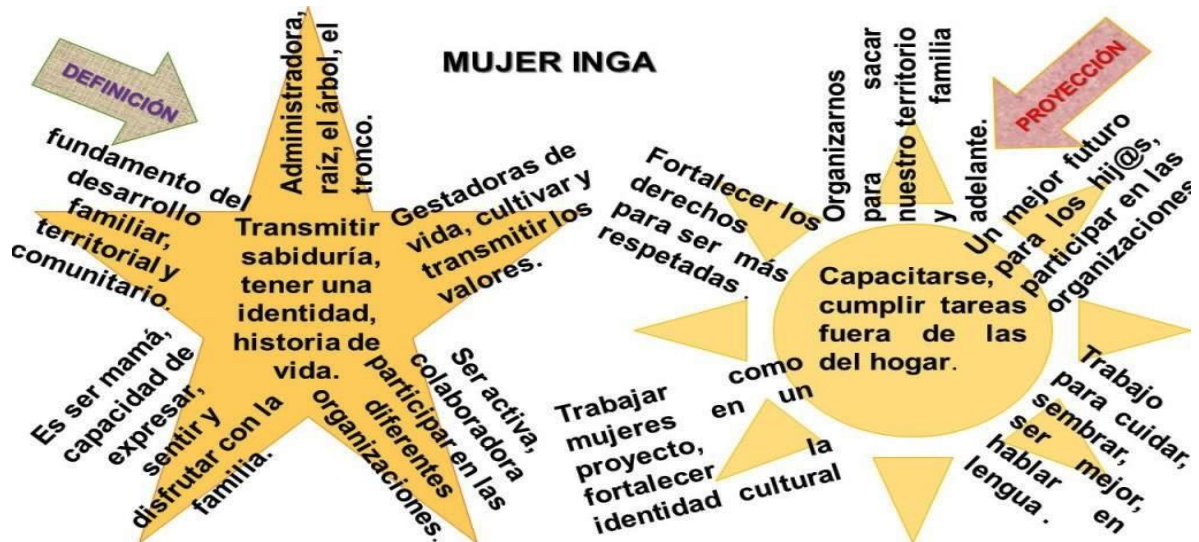 MUJER INGA
DEFINICIÓN
Administradora,
raíz, el árbol, el
tronco.
fundamento del
desarrollo
familiar,
territorial y
comunitario.
Transmitir
sabiduría,
tener una
identidad,
historia de
vida.
Gestadoras de
vida, cultivar y
transmitir los
valores.
Es ser mamá,
capacidad de
expresar,
sentir y
disfrutar con la
familia.
Ser activa,
colaboradora
participar en las
diferentes
organizaciones.
PROYECCIÓN
Organizarnos
para sacar
nuestro territorio
y familia
adelante.
Fortalecer los
derechos
para ser más
respetadas .
Un mejor futuro
para los hij@s,
participar en las
organizaciones
Capacitarse,
cumplir tareas
fuera de las
del hogar.
Trabajar como
mujeres en un
proyecto,
fortalecer la
identidad cultural
Trabajo
para cuidar,
sembrar,
ser mejor,
hablar en
lengua .